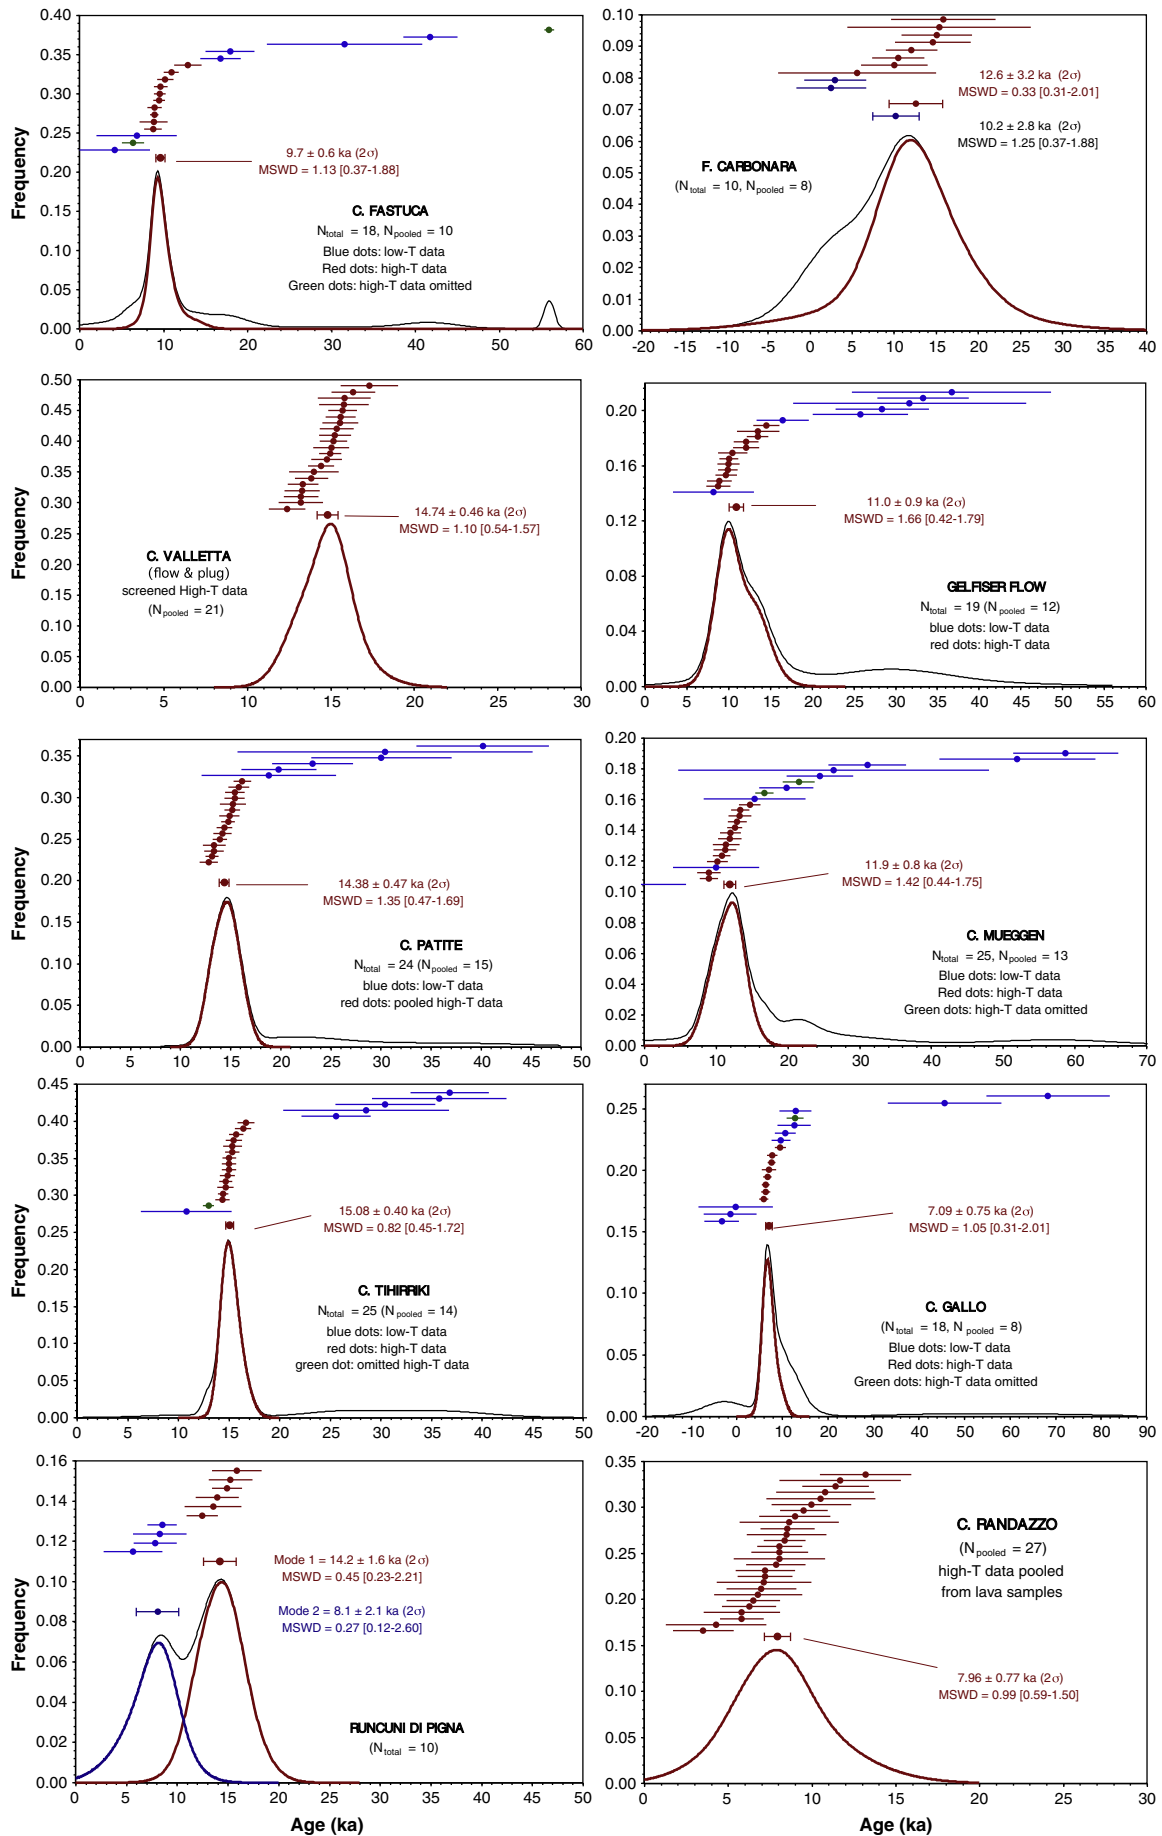 Frequency
0.40
0.35
0.30
0.25
0.20
0.15
0.10
0.05
0.00
0
10
20
30
40
50
60
9.7 ± 0.6 ka (2σ)
MSWD = 1.13 [0.37-1.88]
C. FASTUCA
Ntotal = 18, Npooled = 10
Blue dots: low-T data
Red dots: high-T data
Green dots: high-T data omitted
0.10
0.09
0.08
0.07
0.06
0.05
0.04
0.03
0.02
0.01
0.00
-20
-15
-10
-5
0
5
10
15
20
25
30
35
40
12.6 ± 3.2 ka (2σ)
MSWD = 0.33 [0.31-2.01]
10.2 ± 2.8 ka (2σ)
MSWD = 1.25 [0.37-1.88]
F. CARBONARA
(Ntotal = 10, Npooled = 8)
Frequency
0.50
0.45
0.40
0.35
0.30
0.25
0.20
0.15
0.10
0.05
0.00
0
5
10
15
20
25
30
14.74 ± 0.46 ka (2σ)
MSWD = 1.10 [0.54-1.57]
C. VALLETTA
(flow & plug)
screened High-T data
(Npooled = 21)
0.20
0.16
0.12
0.08
0.04
0.00
0
10
20
30
40
50
60
11.0 ± 0.9 ka (2σ)
MSWD = 1.66 [0.42-1.79]
GELFISER FLOW
Ntotal = 19 (Npooled = 12)
blue dots: low-T data
red dots: high-T data
Frequency
0.35
0.30
0.25
0.20
0.15
0.10
0.05
0.00
0
5
10
15
20
25
30
35
40
45
50
14.38 ± 0.47 ka (2σ)
MSWD = 1.35 [0.47-1.69]
C. PATITE
Ntotal = 24 (Npooled = 15)
blue dots: low-T data
red dots: pooled high-T data
0.20
0.18
0.16
0.14
0.12
0.10
0.08
0.06
0.04
0.02
0.00
0
10
20
30
40
50
60
70
11.9 ± 0.8 ka (2σ)
MSWD = 1.42 [0.44-1.75]
C. MUEGGEN
Ntotal = 25, Npooled = 13
Blue dots: low-T data
Red dots: high-T data
Green dots: high-T data omitted
Frequency
0.45
0.40
0.35
0.30
0.25
0.20
0.15
0.10
0.05
0.00
0
5
10
15
20
25
30
35
40
45
50
15.08 ± 0.40 ka (2σ)
MSWD = 0.82 [0.45-1.72]
C. TIHIRRIKI
Ntotal = 25 (Npooled = 14)
blue dots: low-T data
red dots: high-T data
green dot: omitted high-T data
0.25
0.20
0.15
0.10
0.05
0.00
-20
-10
0
10
20
30
40
50
60
70
80
90
7.09 ± 0.75 ka (2σ)
MSWD = 1.05 [0.31-2.01]
C. GALLO
(Ntotal = 18, Npooled = 8)
Blue dots: low-T data
Red dots: high-T data
Green dots: high-T data omitted
Frequency
0.16
0.14
0.12
0.10
0.08
0.06
0.04
0.02
0.00
0
5
10
15
20
25
30
35
40
45
50
Mode 1 = 14.2 ± 1.6 ka (2σ)
MSWD = 0.45 [0.23-2.21]
Mode 2 = 8.1 ± 2.1 ka (2σ)
MSWD = 0.27 [0.12-2.60]
RUNCUNI DI PIGNA
(Ntotal = 10)
Age (ka)
0.35
0.30
0.25
0.20
0.15
0.10
0.05
0.00
0
5
10
15
20
25
30
C. RANDAZZO
(Npooled = 27)
high-T data pooled
from lava samples
7.96 ± 0.77 ka (2σ)
MSWD = 0.99 [0.59-1.50]
Age (ka)